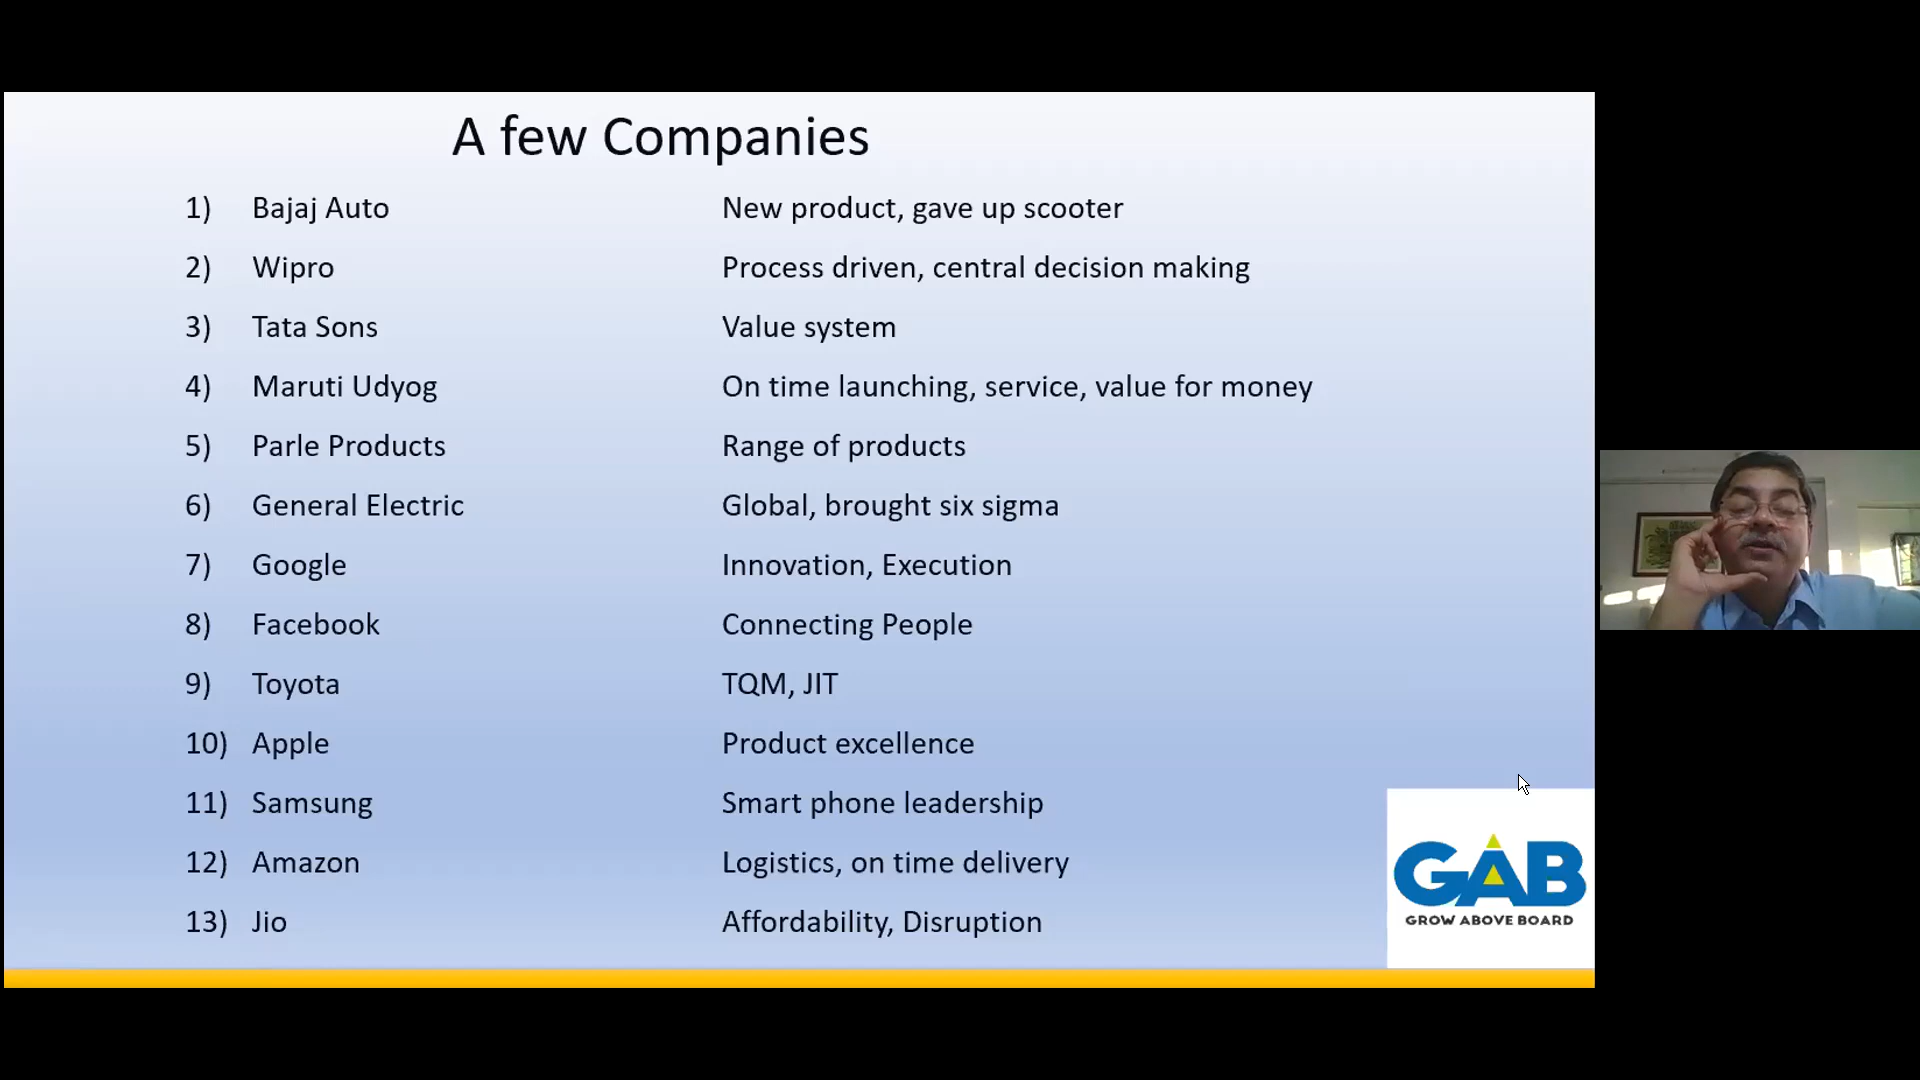 A few Companies
1) Bajaj Auto New product, gave up scooter
2) Wipro Process driven, central decision making
3) Tata Sons Value system
4) Maruti Udyog On time launching, service, value for money
5) Parle Products Range of products
6) General Electric Global, brought six sigma
7) Google Innovation, Execution
8) Facebook Connecting People
9) Toyota TQM, JIT
10) Apple Product excellence
11) Samsung Smart phone leadership
12) Amazon Logistics, on time delivery
13) Jio Affordability, Disruption
GAB
GROW ABOVE BOARD